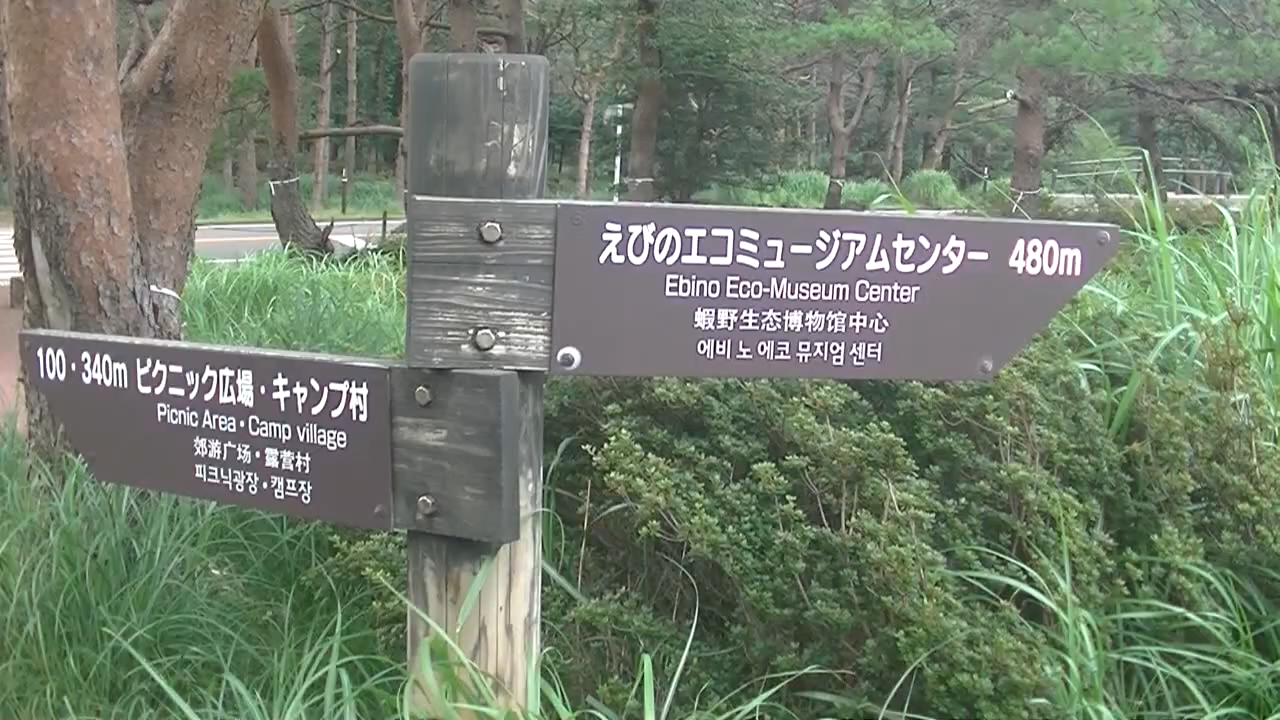 えびのエコミュージアムセンター 480m
Ebino Eco-Museum Center
蝦野生态博物馆中心
에비 노 에코 뮤지엄 센터
100・340m ピクニック広場・キャンプ村
Picnic Area・Camp village
郊游广场・露营村
피크닉광장・캠프장